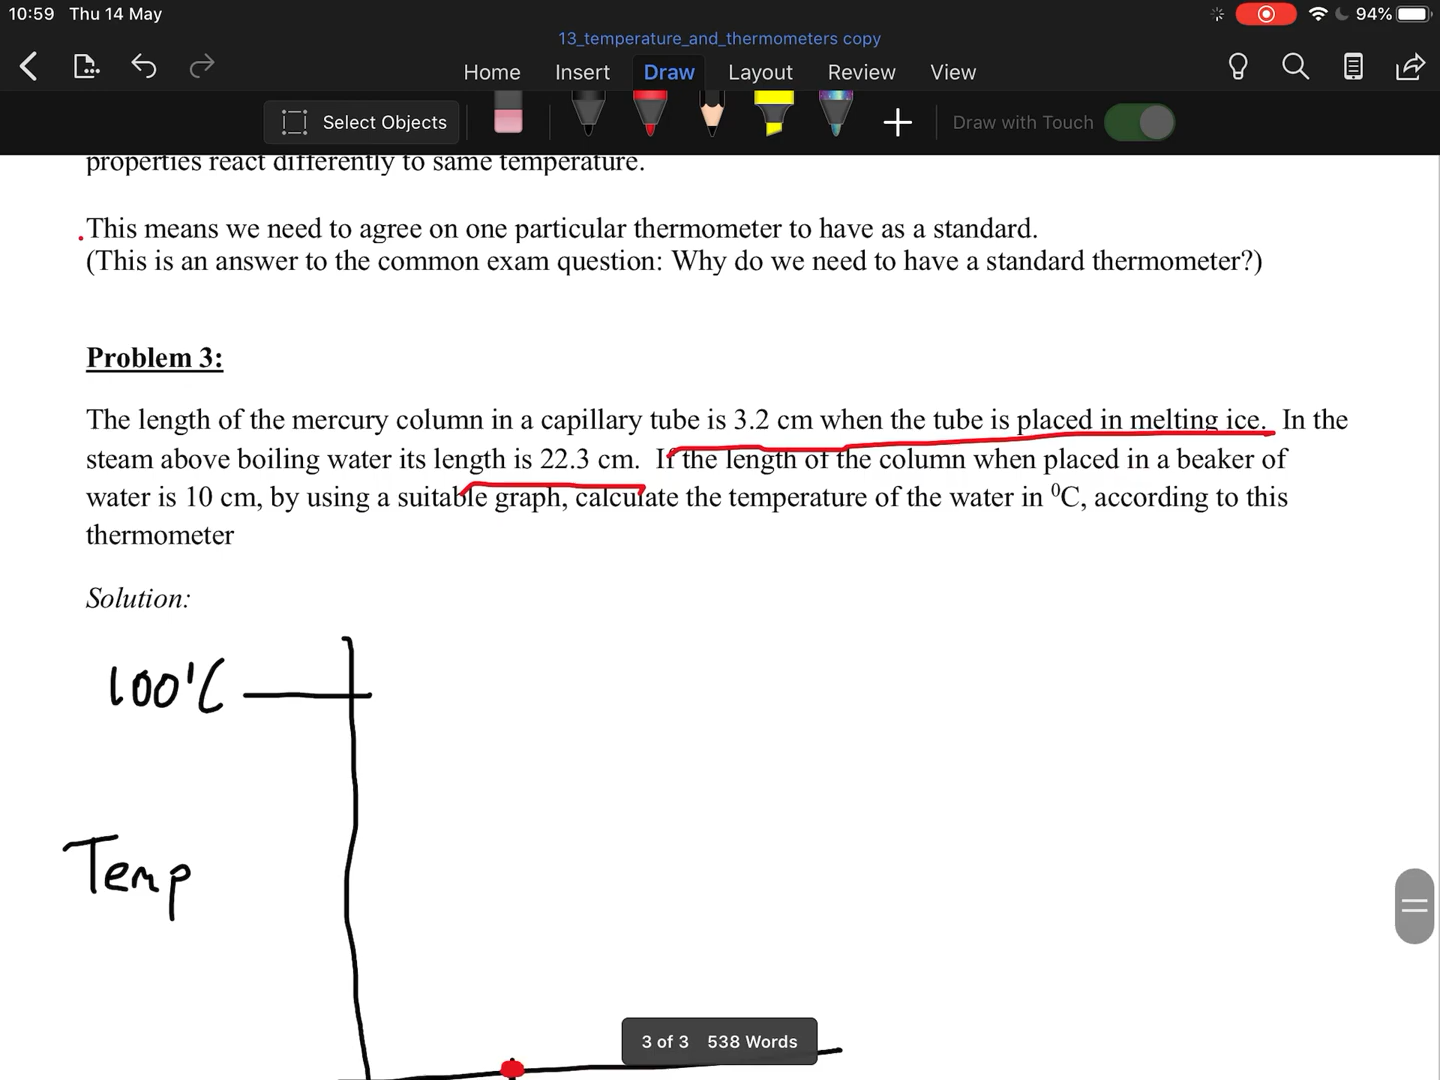 10:59 Thu 14 May 94%
13_temperature_and_thermometers copy
Home Insert Draw Layout Review View
Select Objects Draw with Touch
properties react differently to same temperature.
This means we need to agree on one particular thermometer to have as a standard.
(This is an answer to the common exam question: Why do we need to have a standard thermometer?)
Problem 3:
The length of the mercury column in a capillary tube is 3.2 cm when the tube is placed in melting ice. In the
steam above boiling water its length is 22.3 cm. If the length of the column when placed in a beaker of
water is 10 cm, by using a suitable graph, calculate the temperature of the water in ⁰C, according to this
thermometer
Solution:
100°C
Temp
3 of 3 538 Words